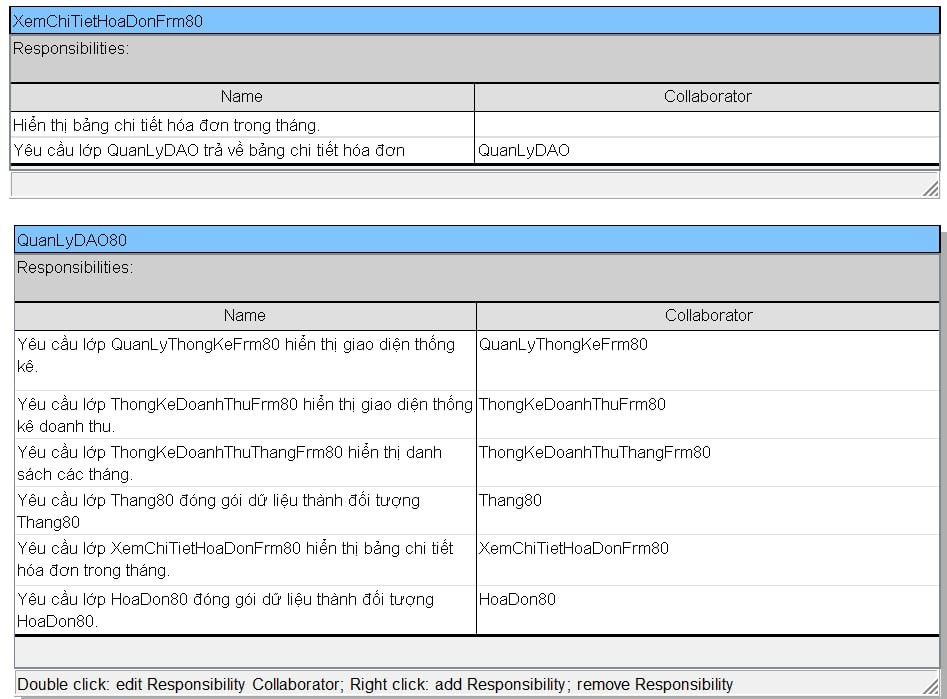 XemChiTietHoaDonFrm80
Responsibilities:
Name
Collaborator
Hiển thị bảng chi tiết hóa đơn trong tháng.
Yêu cầu lớp QuanLyDAO trả về bảng chi tiết hóa đơn
QuanLyDAO
QuanLyDAO80
Responsibilities:
Name
Collaborator
Yêu cầu lớp QuanLyThongKeFrm80 hiển thị giao diện thống
kê.
QuanLyThongKeFrm80
Yêu cầu lớp ThongKeDoanhThuFrm80 hiển thị giao diện thống
kê doanh thu.
ThongKeDoanhThuFrm80
Yêu cầu lớp ThongKeDoanhThuThangFrm80 hiển thị danh
sách các tháng.
ThongKeDoanhThuThangFrm80
Yêu cầu lớp Thang80 đóng gói dữ liệu thành đối tượng
Thang80
Thang80
Yêu cầu lớp XemChiTietHoaDonFrm80 hiển thị bảng chi tiết
hóa đơn trong tháng.
XemChiTietHoaDonFrm80
Yêu cầu lớp HoaDon80 đóng gói dữ liệu thành đối tượng
HoaDon80.
HoaDon80
Double click: edit Responsibility Collaborator; Right click: add Responsibility; remove Responsibility